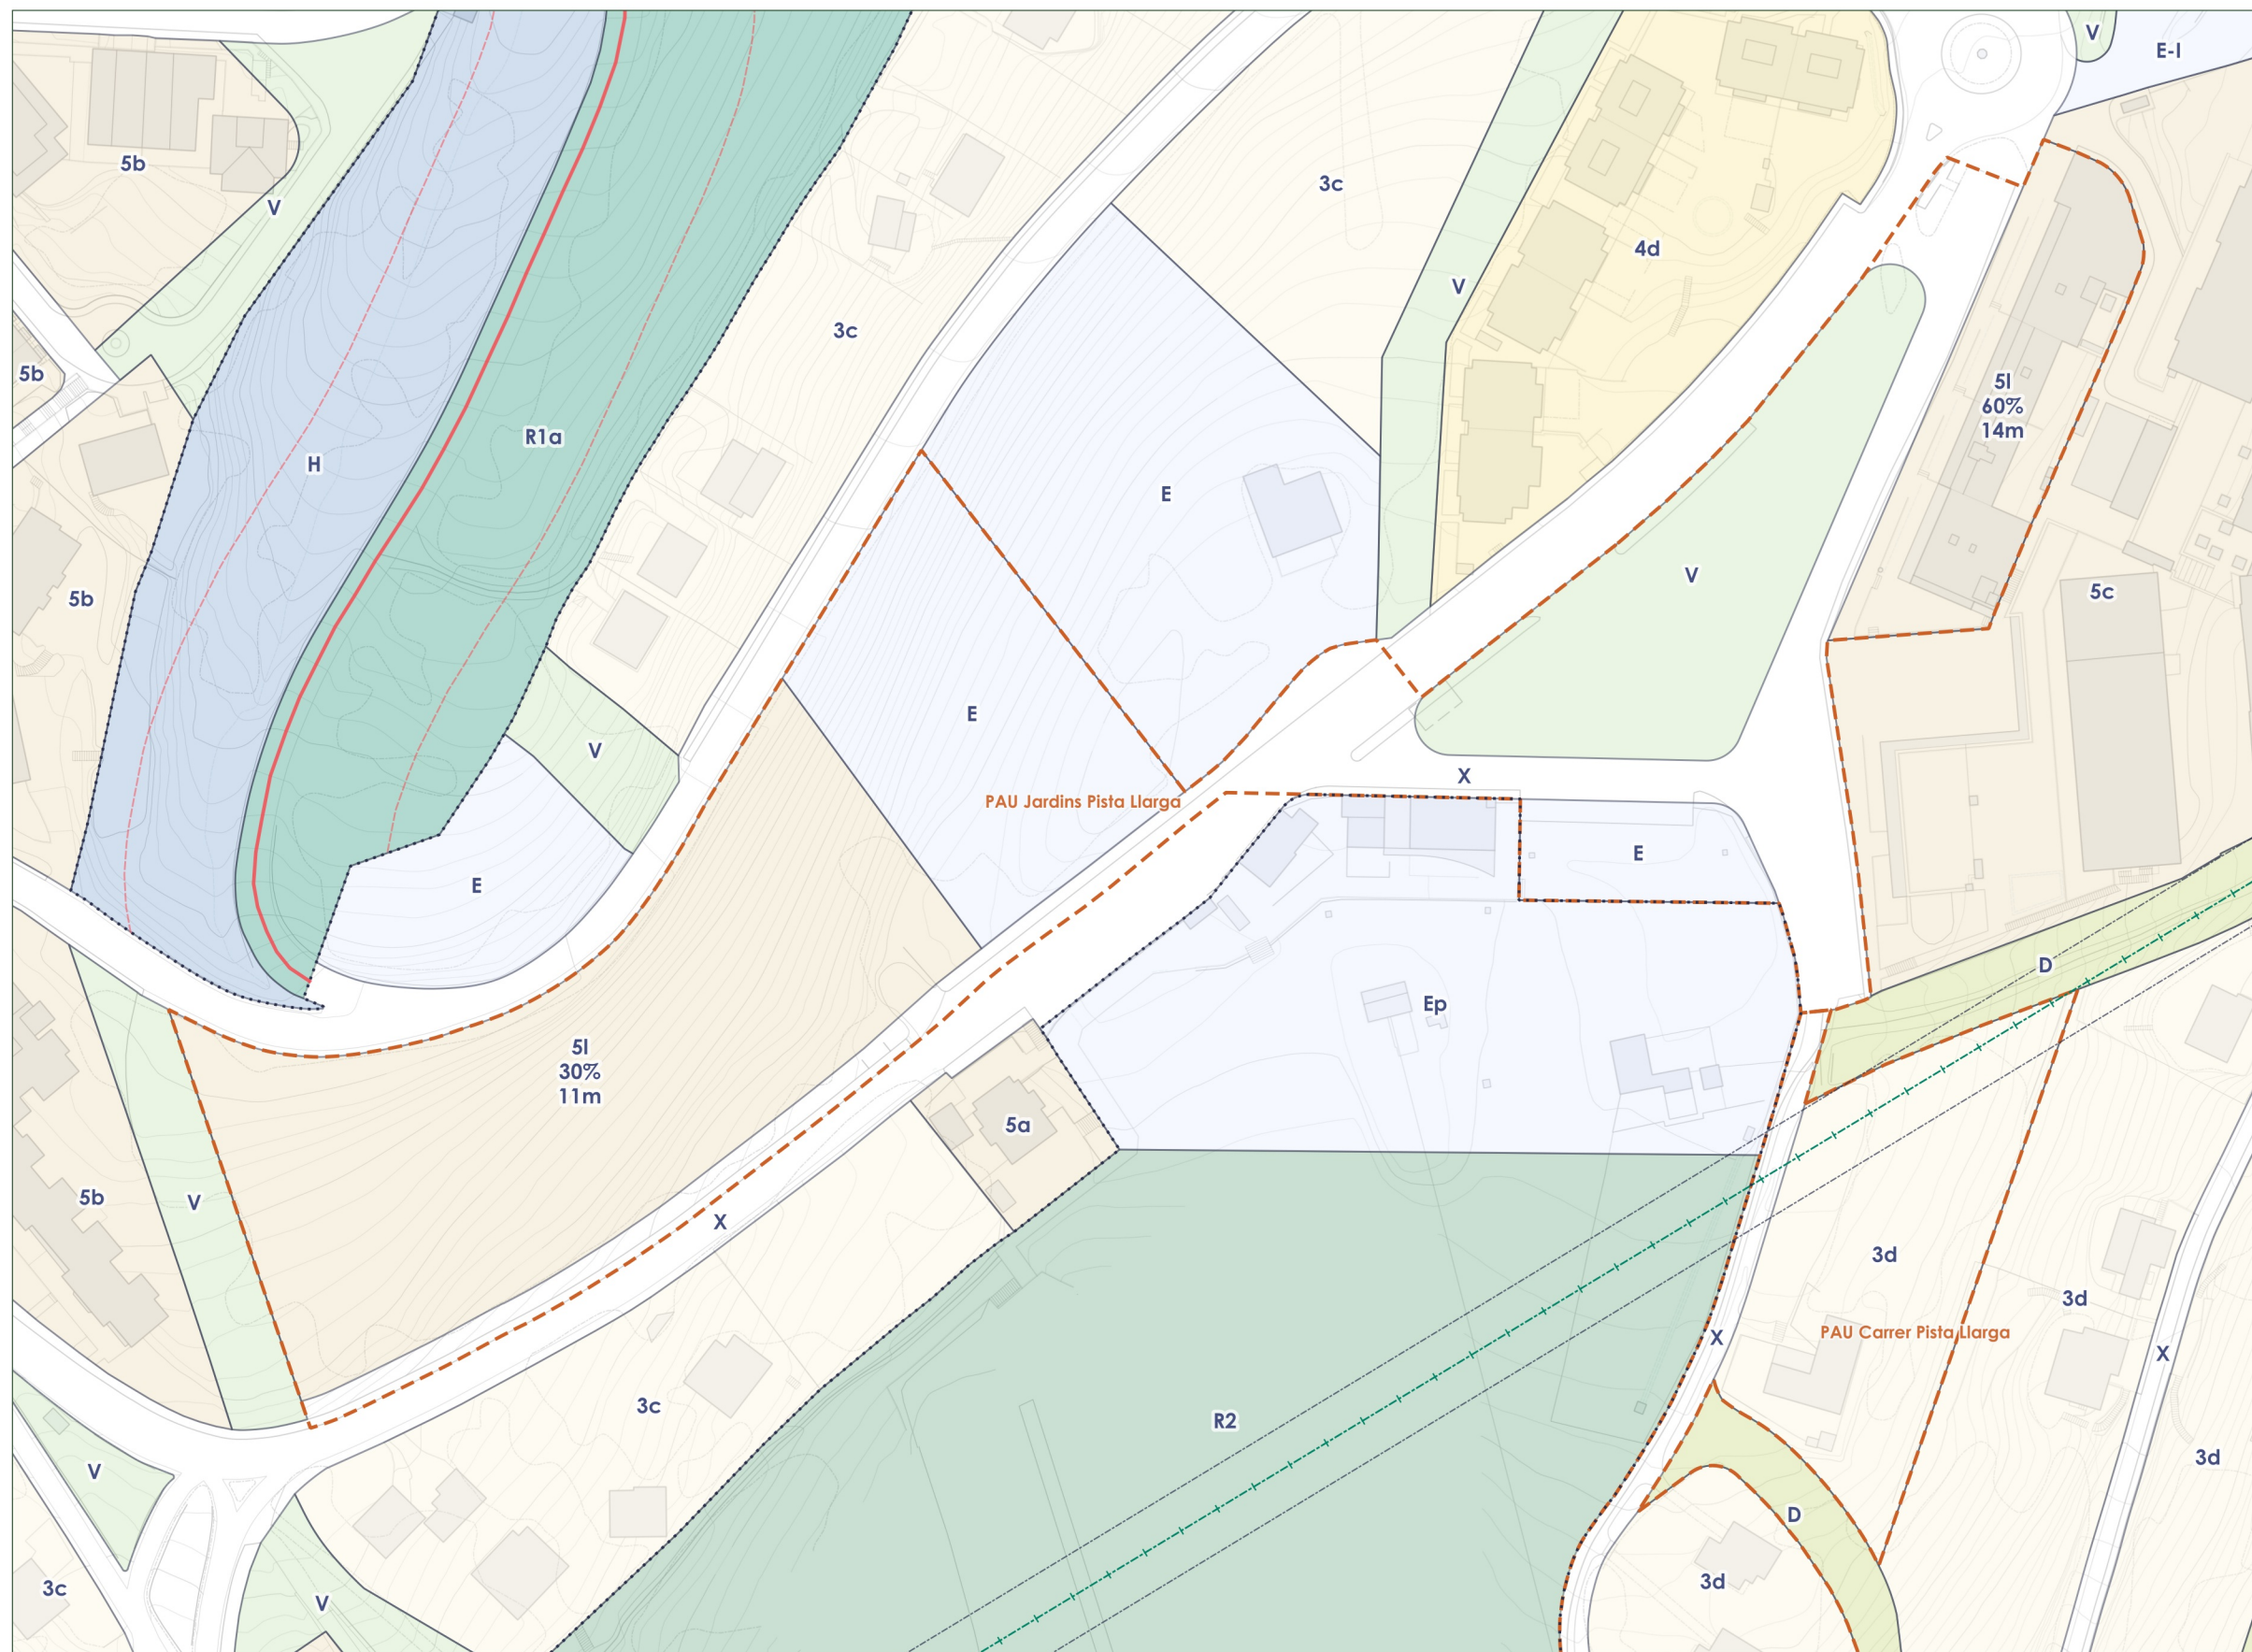 V
E-I
5b
3c
V
4d
V
3c
5b
5l
60%
14m
R1a
H
E
V
5c
5b
E
V
X
PAU Jardins Pista Llarga
E
E
D
Ep
5l
30%
11m
5a
5b
V
X
3d
3d
PAU Carrer Pista Llarga
X
X
3c
R2
3d
V
D
3d
3c
V